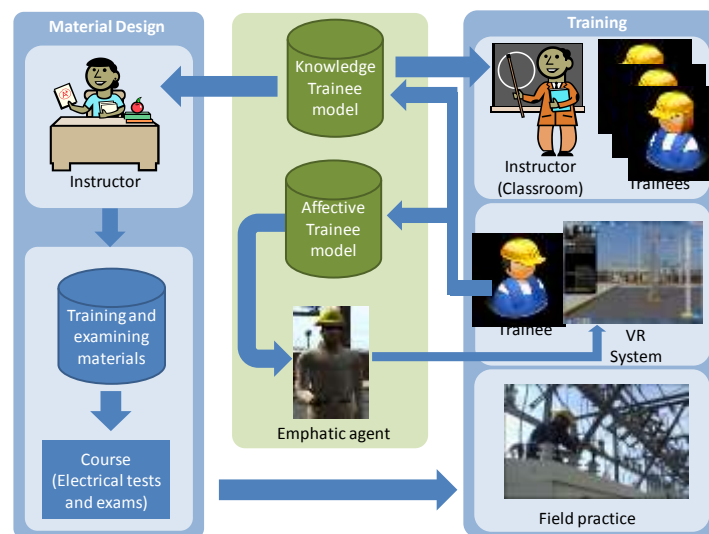 Material Design
Instructor
Training and
examining
materials
Course
(Electrical tests
and exams)
Knowledge
Trainee
model
Affective
Trainee
model
Emphatic agent
Training
Instructor
(Classroom)
Trainees
Trainee
VR
System
Field practice